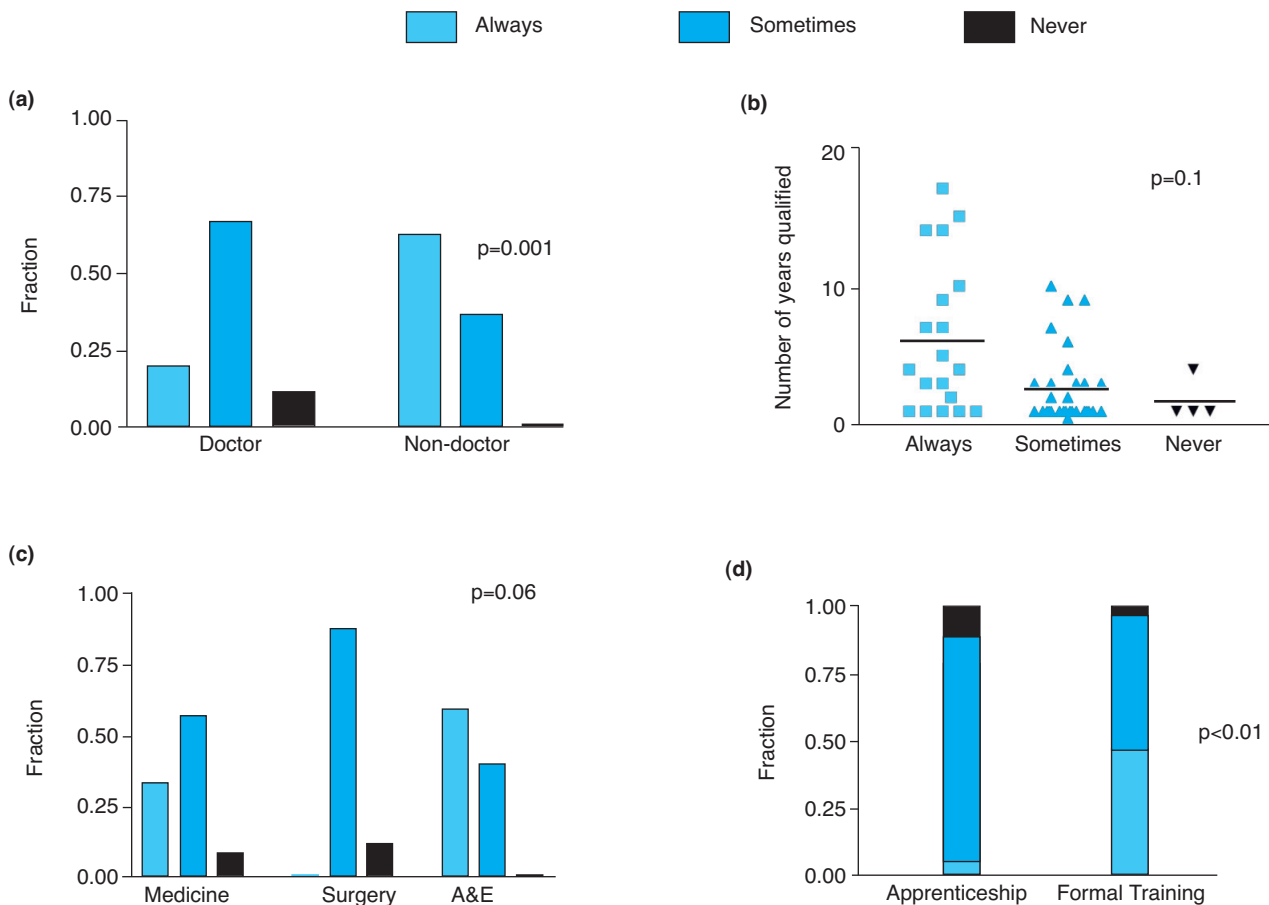 Always Sometimes Never
(a)
1.00
0.75
0.50
0.25
0.00
Fraction
p=0.001
Doctor Non-doctor
(b)
20
10
0
Number of years qualified
p=0.1
Always Sometimes Never
(c)
1.00
0.75
0.50
0.25
0.00
Fraction
p=0.06
Medicine Surgery A&E
(d)
1.00
0.75
0.50
0.25
0.00
Fraction
p<0.01
Apprenticeship Formal Training